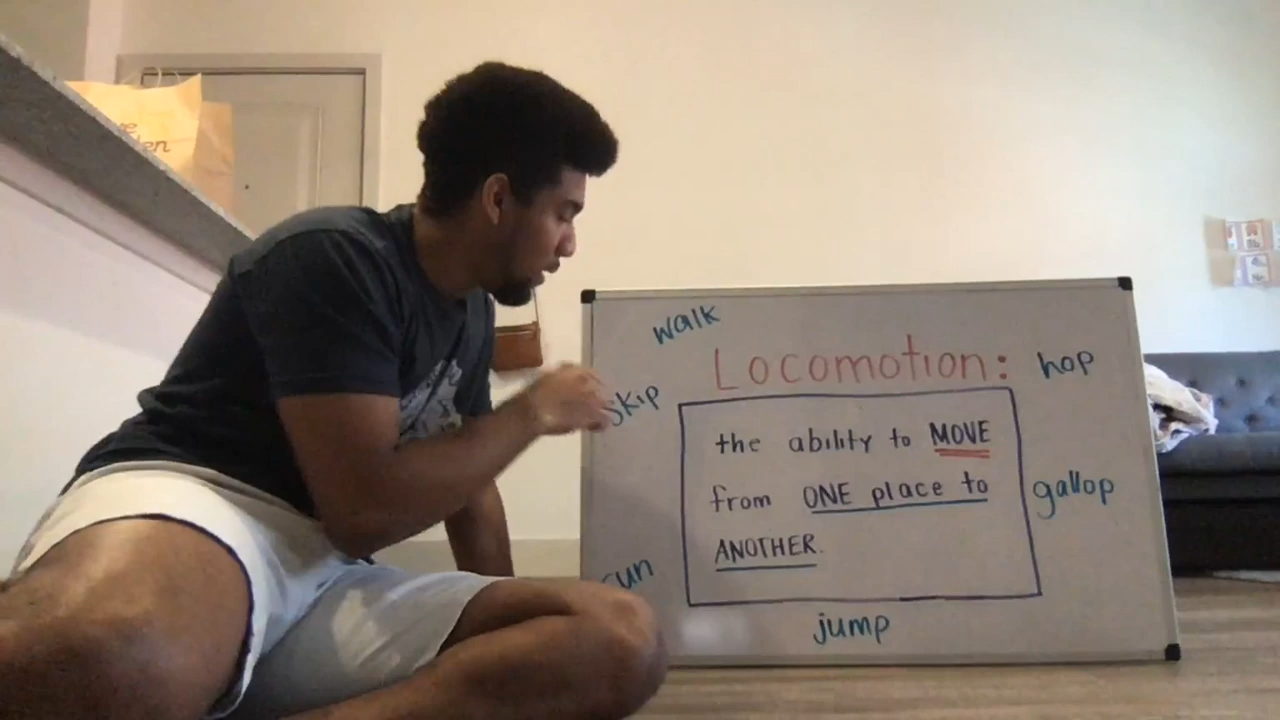 walk
Locomotion:
hop
skip
the ability to MOVE
from ONE place to
ANOTHER.
gallop
run
jump